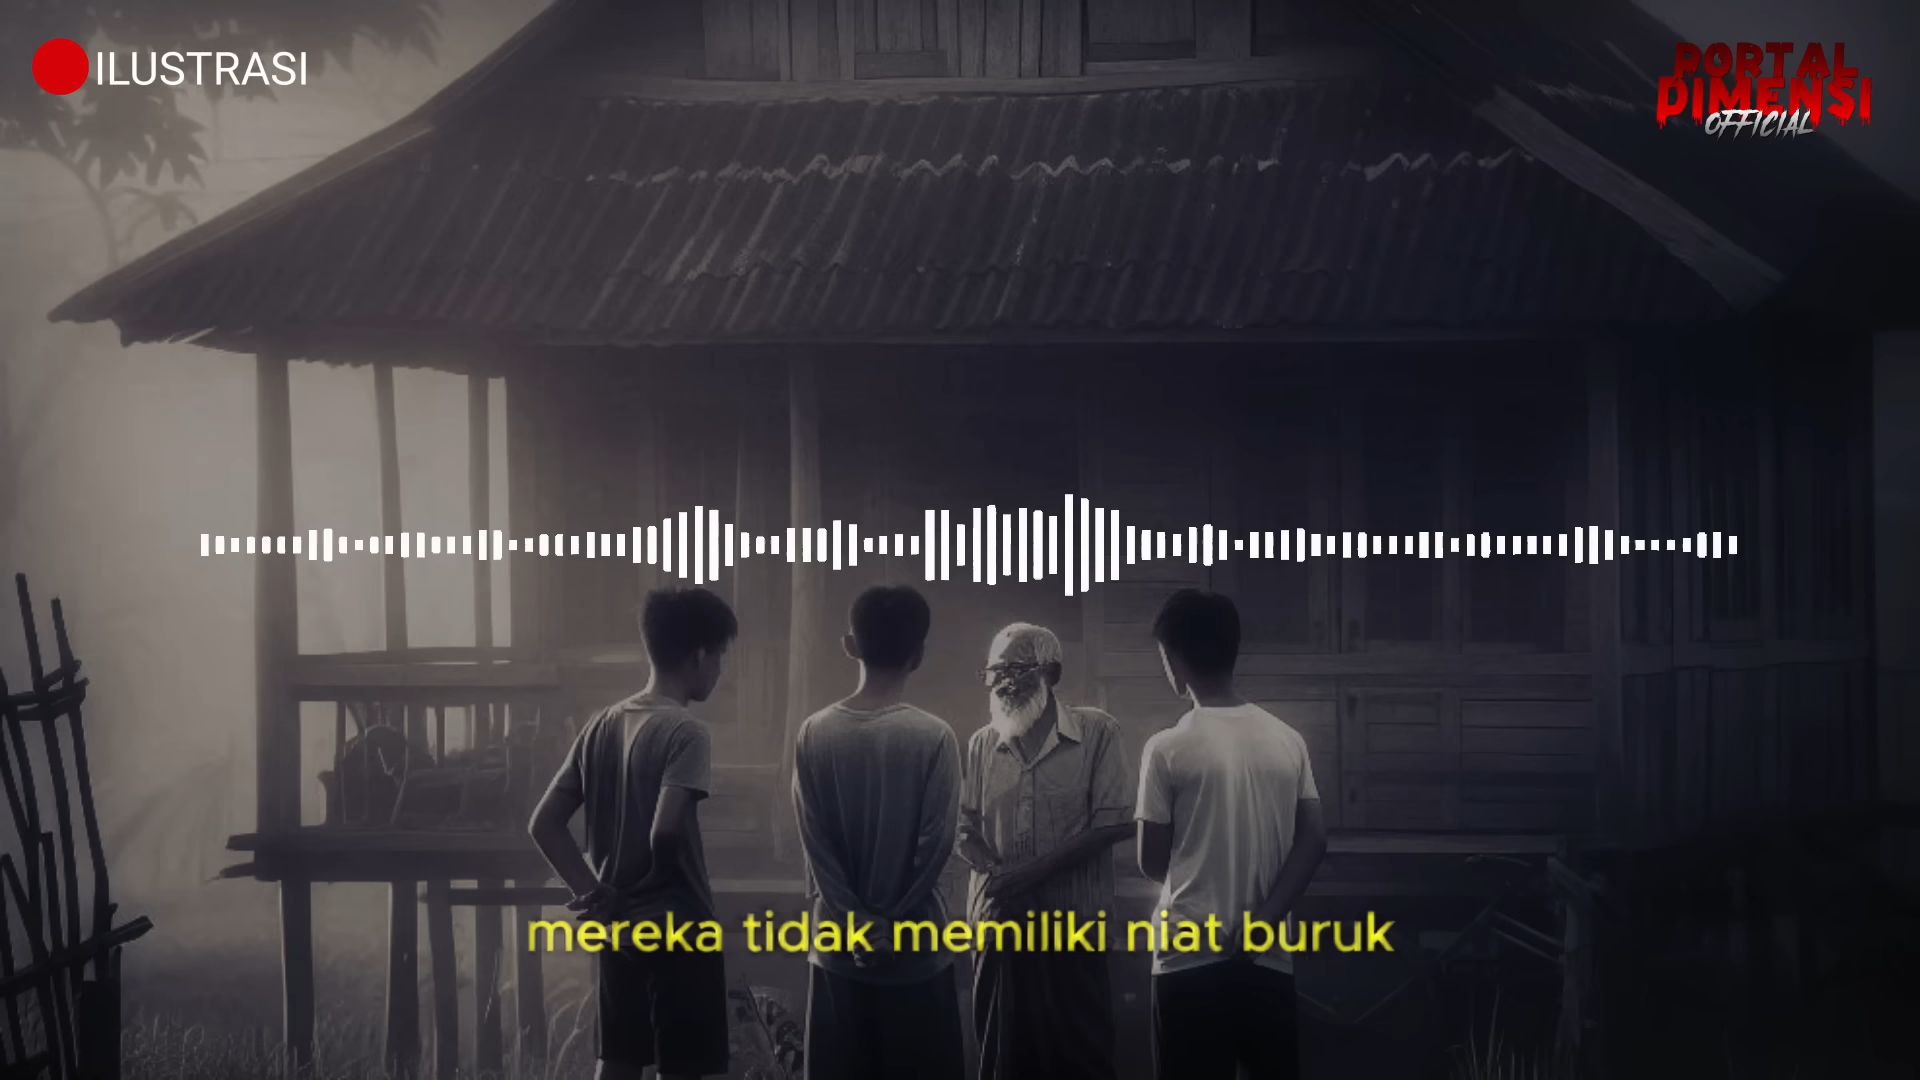 ILUSTRASI
PORTAL
DIMENSI
OFFICIAL
mereka tidak memiliki niat buruk